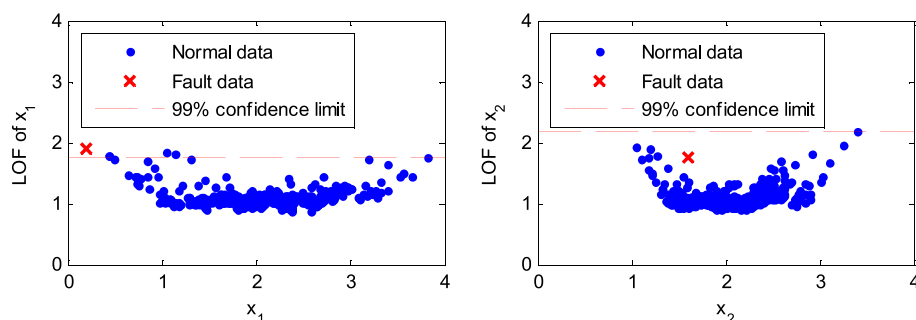 4
3
2
1
0
LOF of x1
Normal data
Fault data
99% confidence limit
0 1 2 3 4
x1
4
3
2
1
0
LOF of x2
Normal data
Fault data
99% confidence limit
0 1 2 3 4
x2